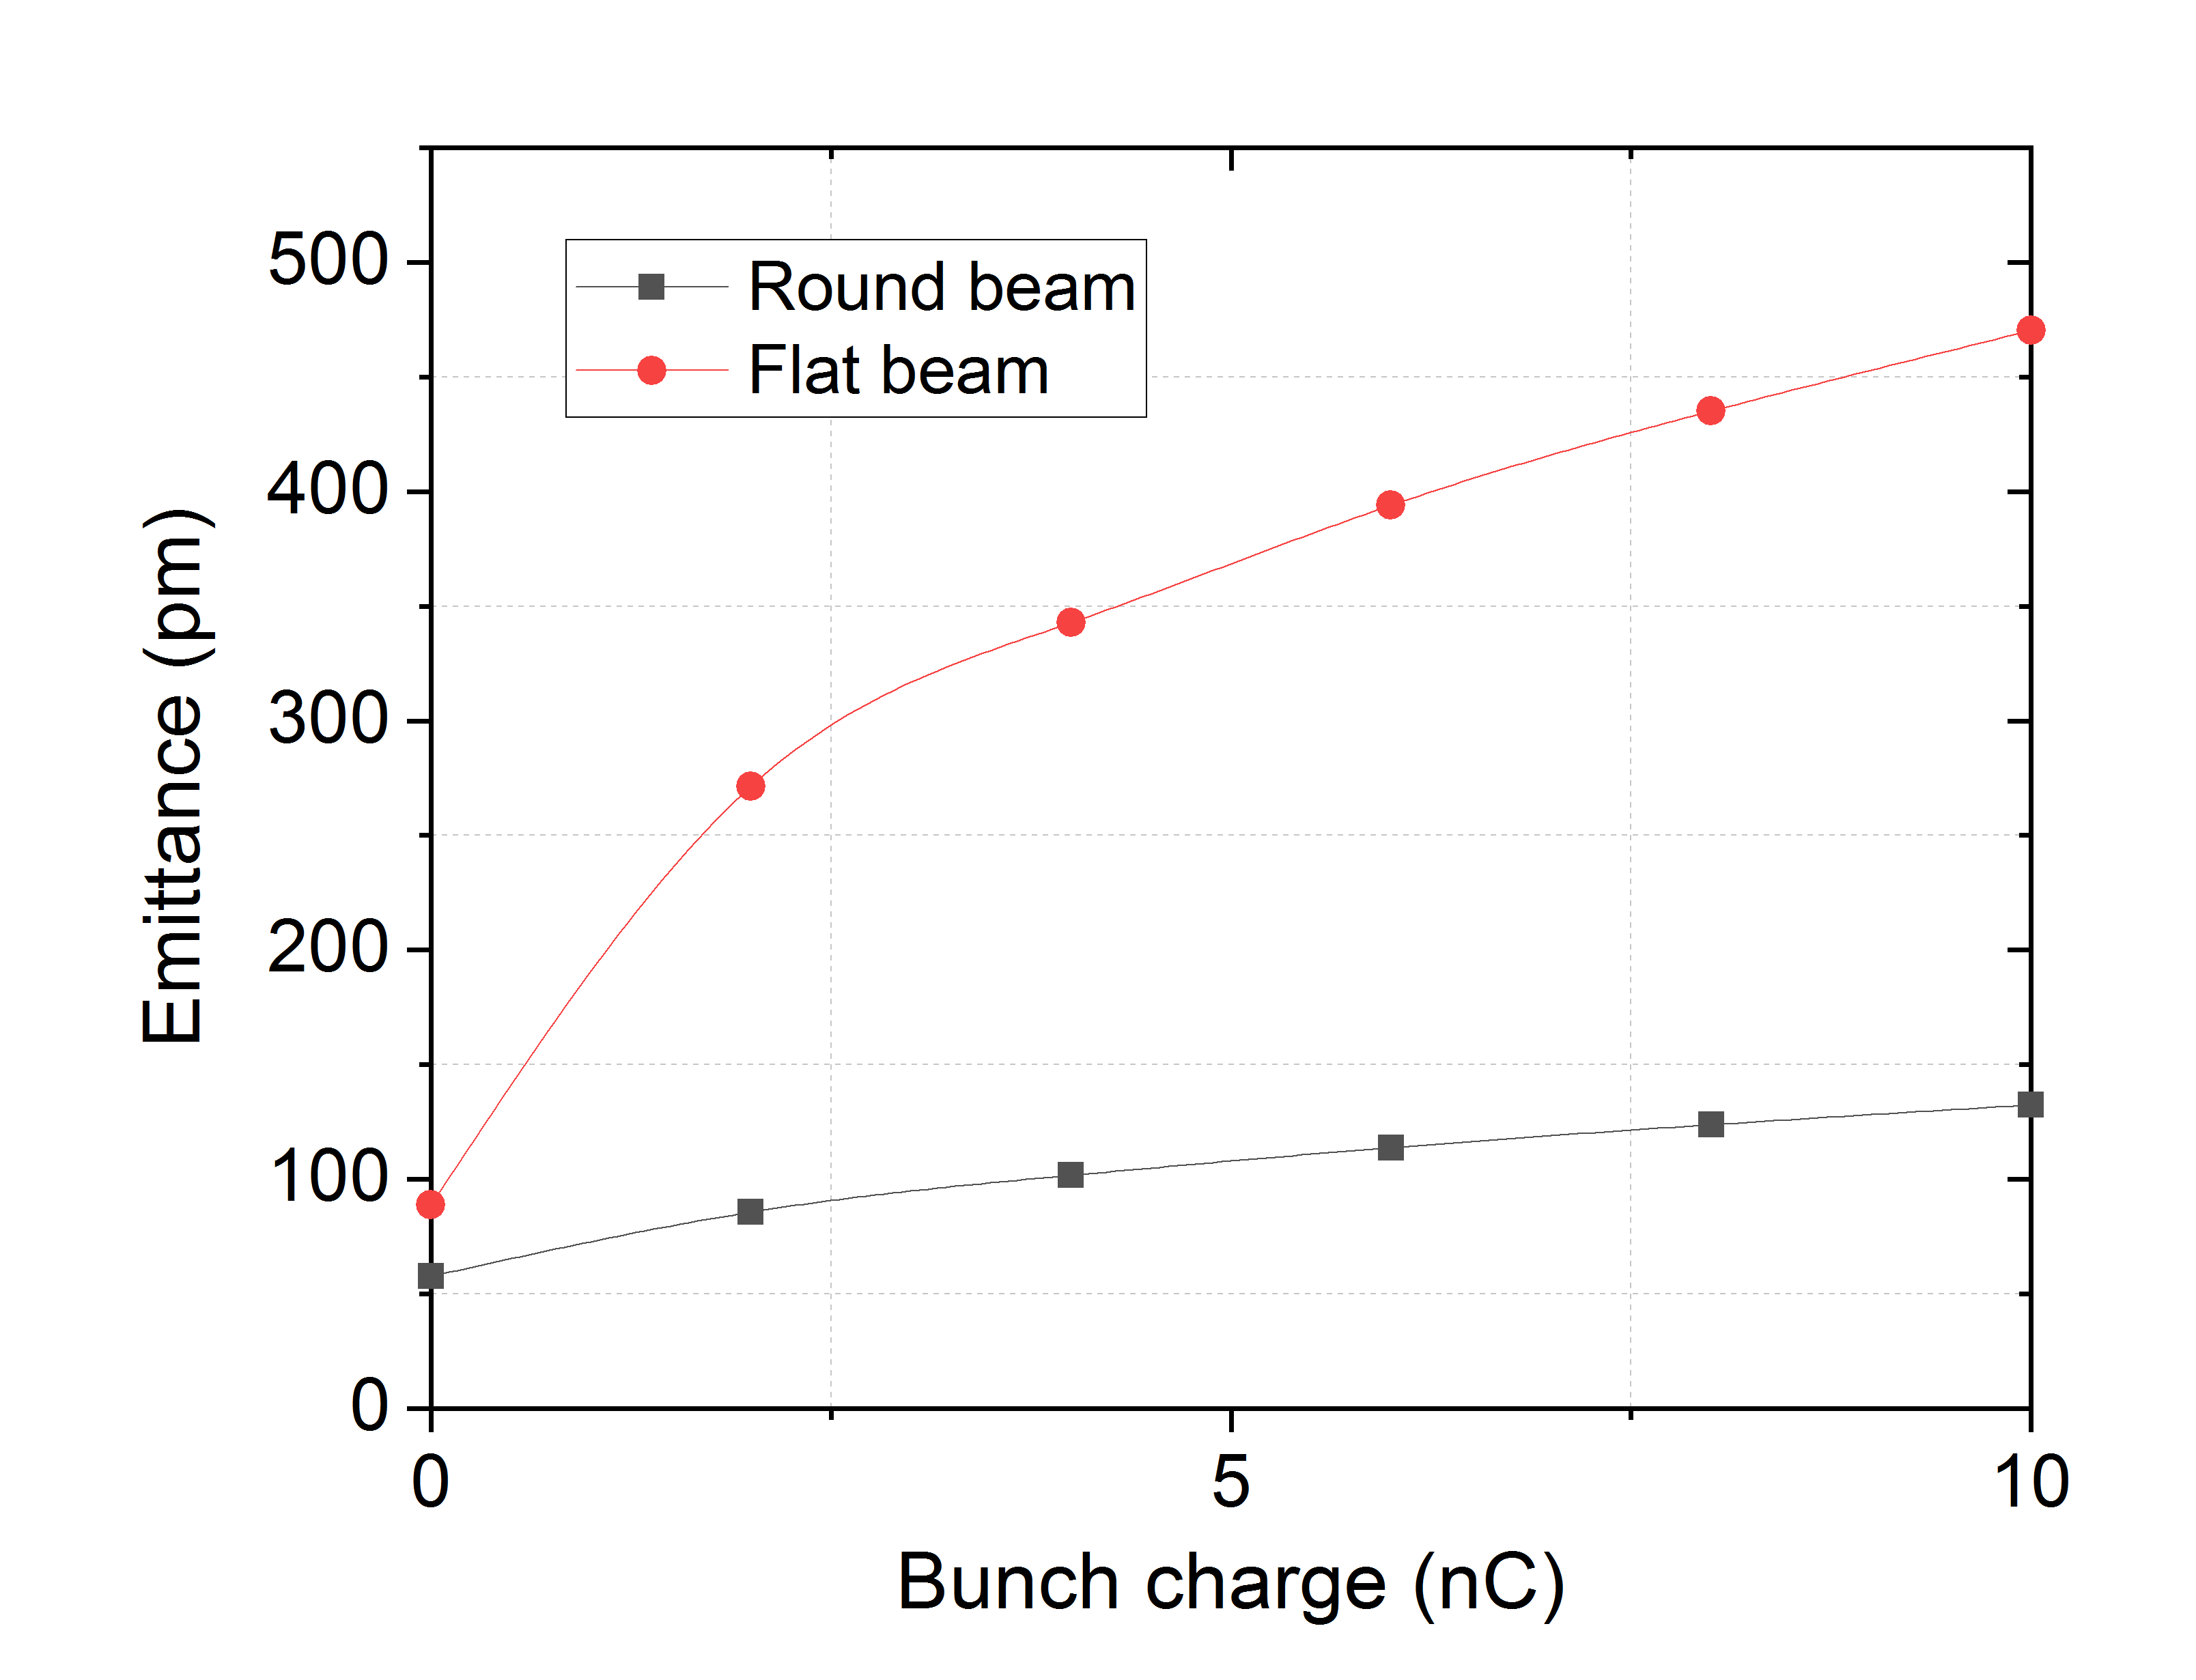 Round beam
Flat beam
500
400
300
200
100
0
Emittance (pm)
0 5 10
Bunch charge (nC)